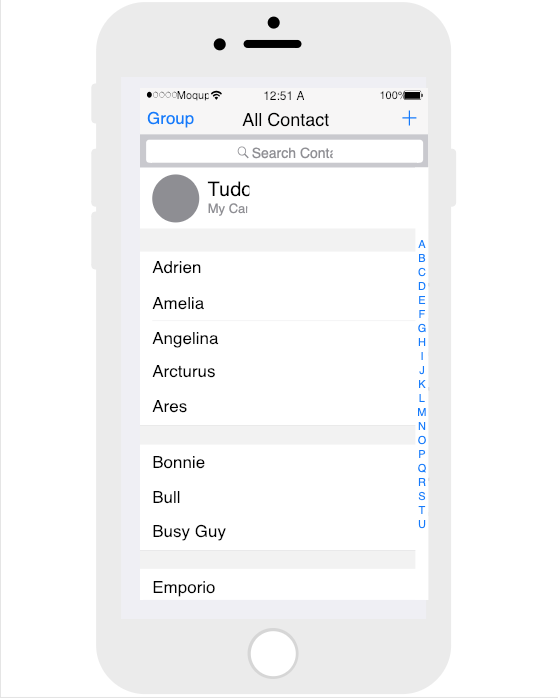 Moqup 12:51 A 100%
Group All Contact +
Search Conta
Tudo
My Car
Adrien
Amelia
Angelina
Arcturus
Ares
Bonnie
Bull
Busy Guy
Emporio
A
B
C
D
E
F
G
H
I
J
K
L
M
N
O
P
Q
R
S
T
U